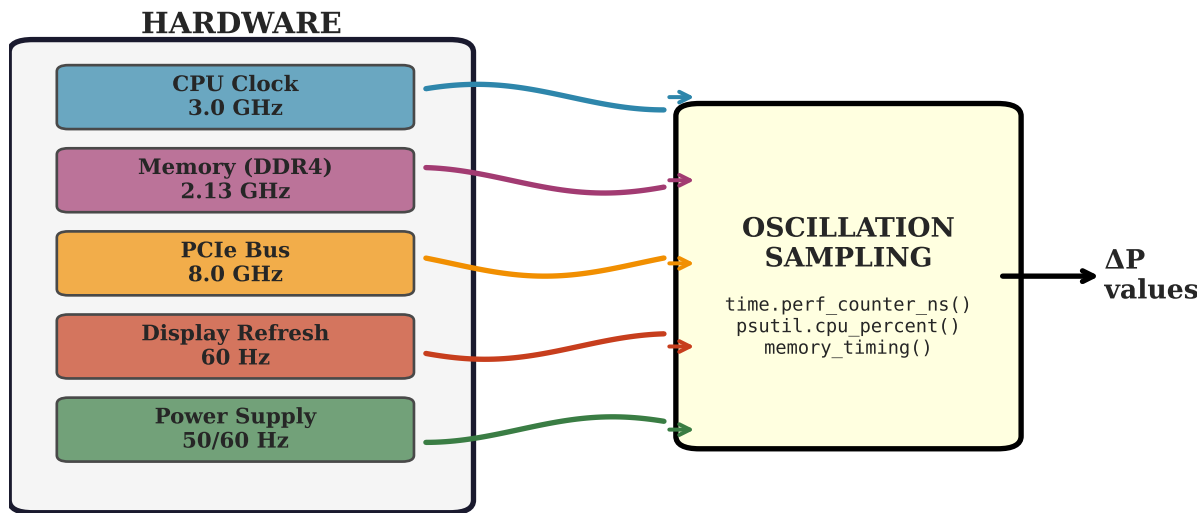 HARDWARE
CPU Clock
3.0 GHz
Memory (DDR4)
2.13 GHz
PCIe Bus
8.0 GHz
Display Refresh
60 Hz
Power Supply
50/60 Hz
OSCILLATION
SAMPLING
time.perf_counter_ns()
psutil.cpu_percent()
memory_timing()
ΔP
values